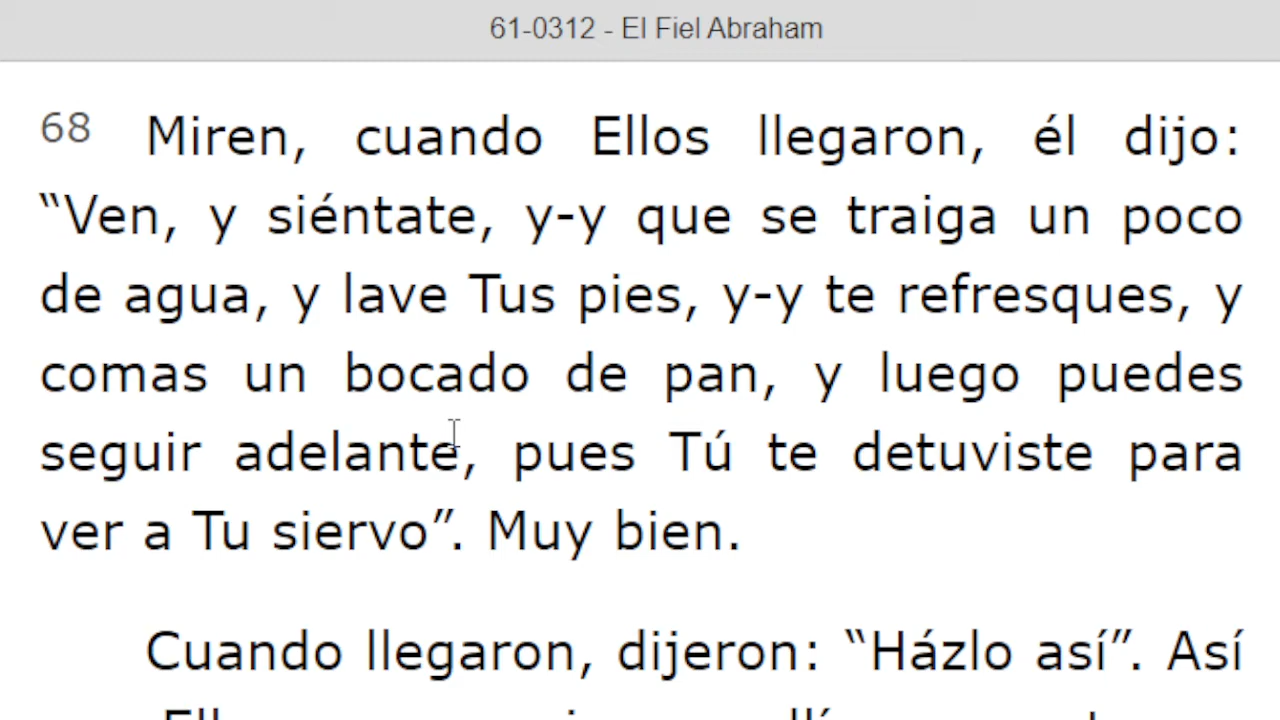 61-0312 - El Fiel Abraham
68 Miren, cuando Ellos llegaron, él dijo:
“Ven, y siéntate, y-y que se traiga un poco
de agua, y lave Tus pies, y-y te refresques, y
comas un bocado de pan, y luego puedes
seguir adelante, pues Tú te detuviste para
ver a Tu siervo”. Muy bien.
Cuando llegaron, dijeron: “Házlo así”. Así